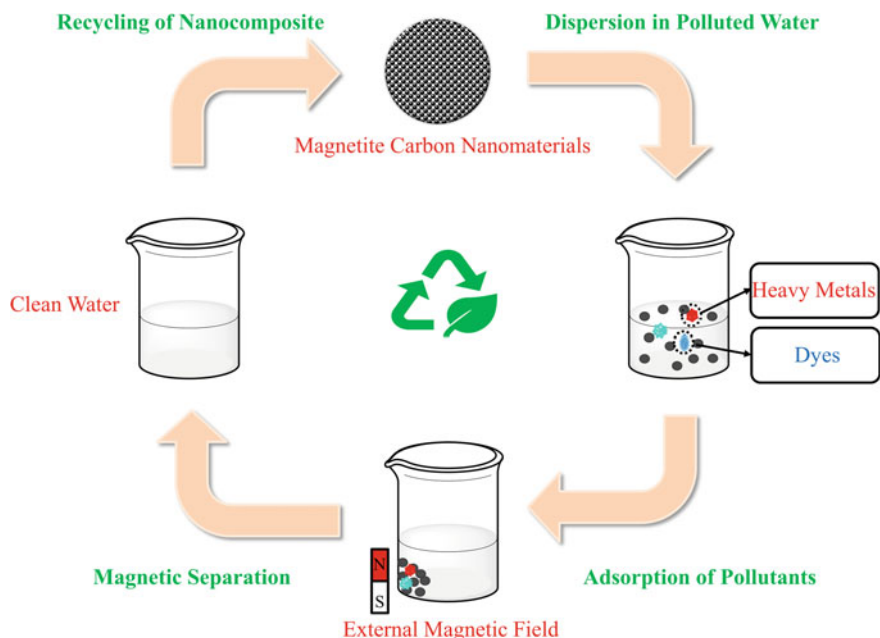 Recycling of Nanocomposite
Dispersion in Polluted Water
Magnetite Carbon Nanomaterials
Clean Water
Heavy Metals
Dyes
N
S
Magnetic Separation
Adsorption of Pollutants
External Magnetic Field